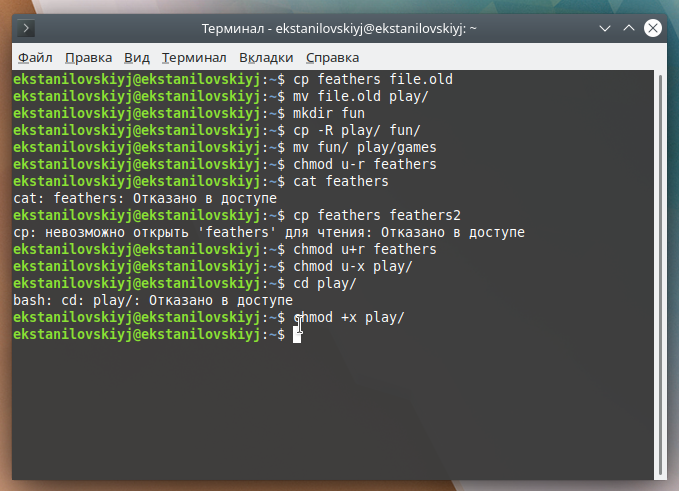 Терминал - ekstanilovskiyj@ekstanilovskiyj: ~
Файл Правка Вид Терминал Вкладки Справка
ekstanilovskiyj@ekstanilovskiyj:~$ cp feathers file.old
ekstanilovskiyj@ekstanilovskiyj:~$ mv file.old play/
ekstanilovskiyj@ekstanilovskiyj:~$ mkdir fun
ekstanilovskiyj@ekstanilovskiyj:~$ cp -R play/ fun/
ekstanilovskiyj@ekstanilovskiyj:~$ mv fun/ play/games
ekstanilovskiyj@ekstanilovskiyj:~$ chmod u-r feathers
ekstanilovskiyj@ekstanilovskiyj:~$ cat feathers
cat: feathers: Отказано в доступе
ekstanilovskiyj@ekstanilovskiyj:~$ cp feathers feathers2
cp: невозможно открыть 'feathers' для чтения: Отказано в доступе
ekstanilovskiyj@ekstanilovskiyj:~$ chmod u+r feathers
ekstanilovskiyj@ekstanilovskiyj:~$ chmod u-x play/
ekstanilovskiyj@ekstanilovskiyj:~$ cd play/
bash: cd: play/: Отказано в доступе
ekstanilovskiyj@ekstanilovskiyj:~$ chmod +x play/
ekstanilovskiyj@ekstanilovskiyj:~$